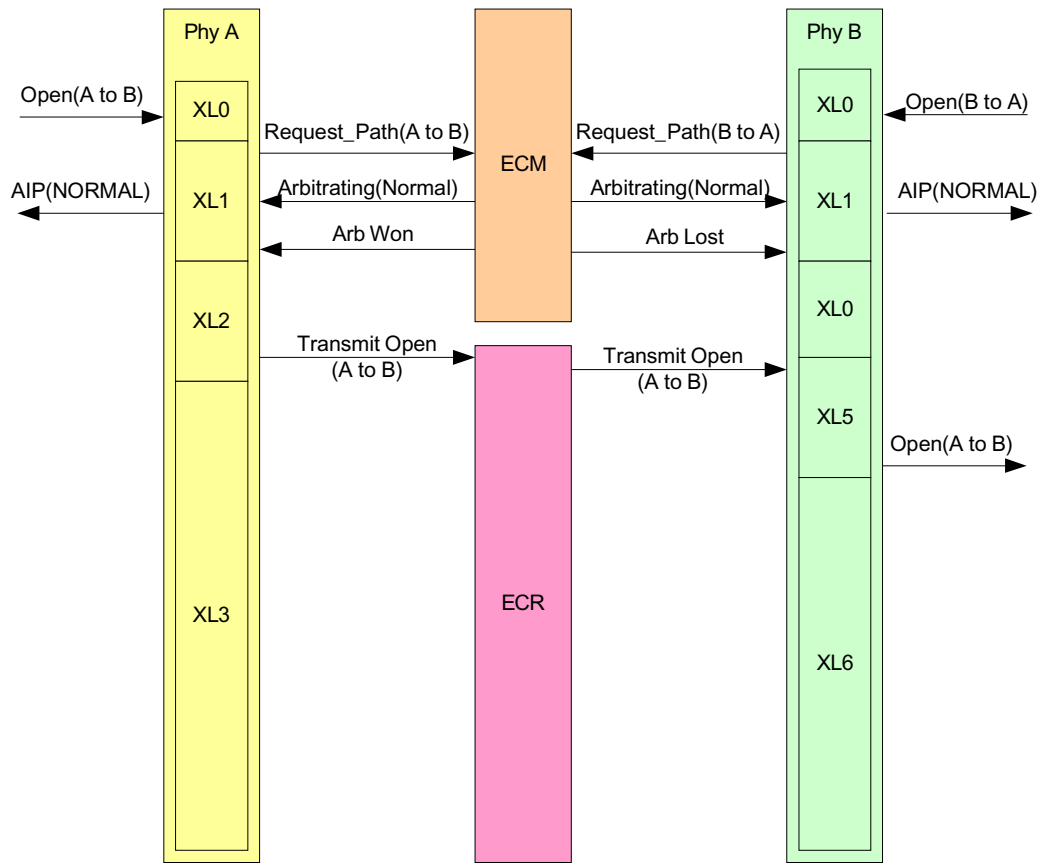 Phy A
Phy B
XL0
XL0
Open(A to B)
Open(B to A)
Request_Path(A to B)
Request_Path(B to A)
ECM
AIP(NORMAL)
XL1
Arbitrating(Normal)
Arbitrating(Normal)
XL1
AIP(NORMAL)
Arb Won
Arb Lost
XL2
XL0
Transmit Open
(A to B)
Transmit Open
(A to B)
XL5
Open(A to B)
ECR
XL3
XL6